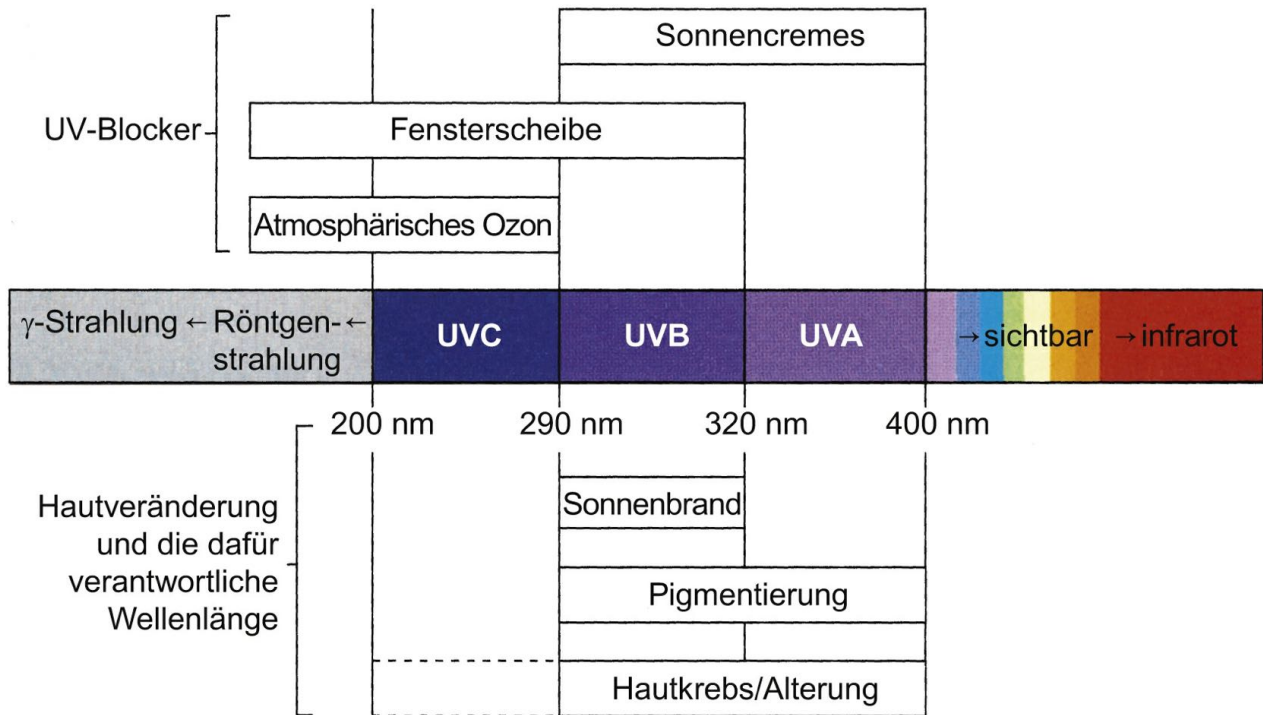 Sonnencremes
UV-Blocker
Fensterscheibe
Atmosphärisches Ozon
γ-Strahlung ← Röntgen- ←
strahlung
UVC
UVB
UVA
→ sichtbar
→ infrarot
200 nm
290 nm
320 nm
400 nm
Hautveränderung
und die dafür
verantwortliche
Wellenlänge
Sonnenbrand
Pigmentierung
Hautkrebs/Alterung